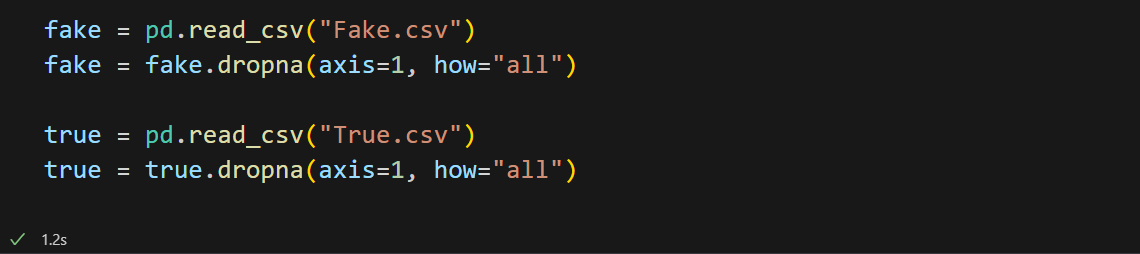 fake = pd.read_csv("Fake.csv")
fake = fake.dropna(axis=1, how="all")
true = pd.read_csv("True.csv")
true = true.dropna(axis=1, how="all")
1.2s